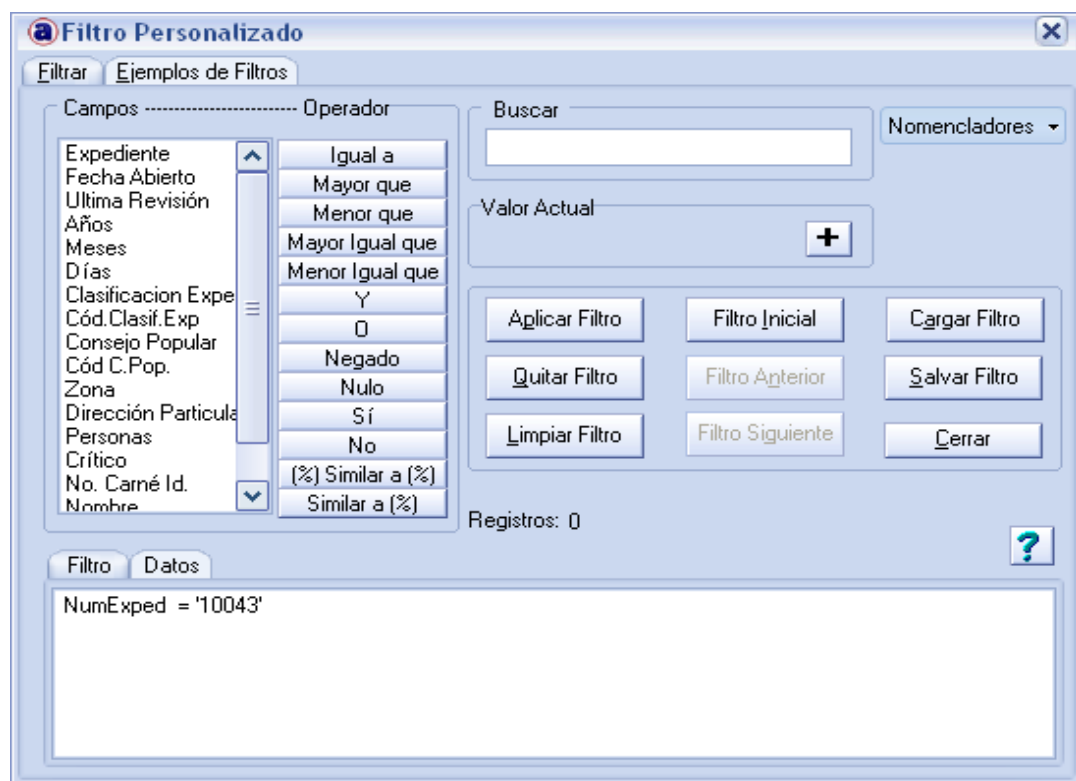 Filtro Personalizado
Filtrar Ejemplos de Filtros
Campos ------------------------- Operador
Expediente
Fecha Abierto
Ultima Revisión
Años
Meses
Días
Clasificacion Expe
Cód.Clasif.Exp
Consejo Popular
Cód C.Pop.
Zona
Dirección Particula
Personas
Crítico
No. Carné Id.
Nombre
Igual a
Mayor que
Menor que
Mayor Igual que
Menor Igual que
Y
O
Negado
Nulo
Sí
No
(%) Similar a (%)
Similar a (%)
Buscar
Nomencladores
Valor Actual
+
Aplicar Filtro Filtro Inicial Cargar Filtro
Quitar Filtro Filtro Anterior Salvar Filtro
Limpiar Filtro Filtro Siguiente Cerrar
Registros: 0
?
Filtro Datos
NumExped = '10043'